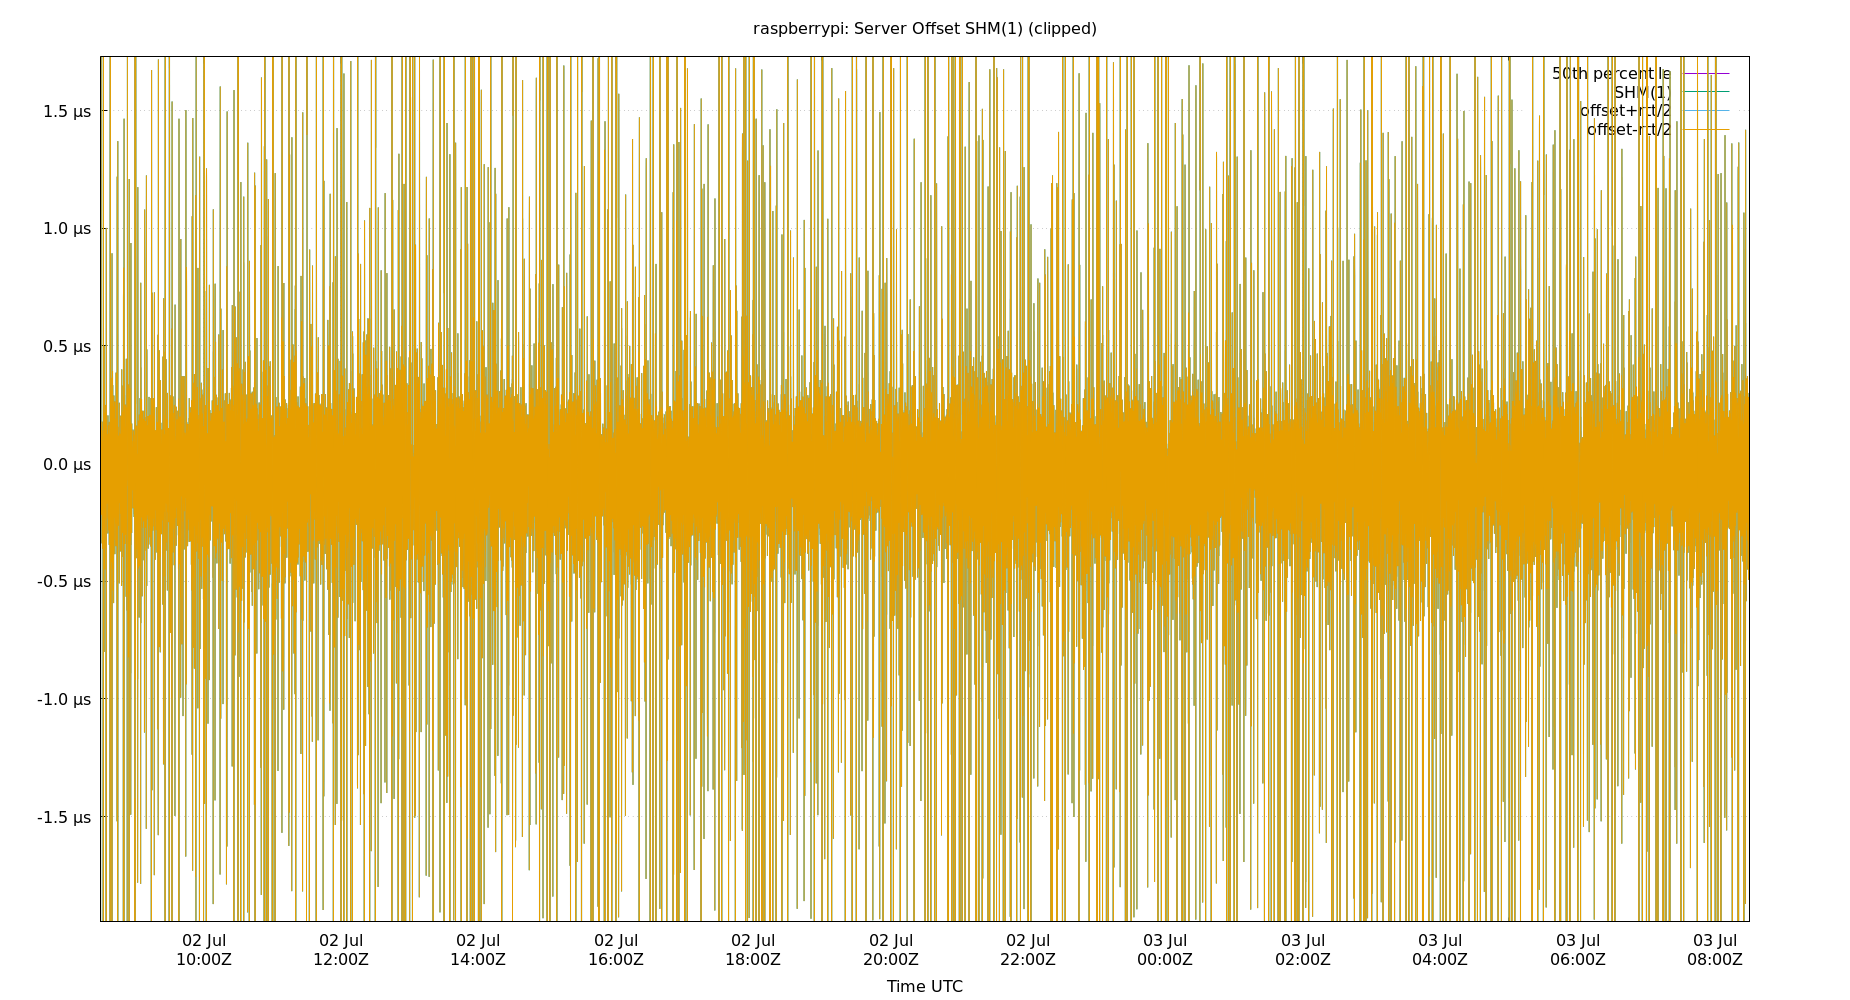 raspberrypi: Server Offset SHM(1) (clipped)
50th percentile
SHM(1)
offset+rtt/2
offset-rtt/2
1.5 µs
1.0 µs
0.5 µs
0.0 µs
-0.5 µs
-1.0 µs
-1.5 µs
02 Jul 02 Jul 02 Jul 02 Jul 02 Jul 02 Jul 02 Jul 03 Jul 03 Jul 03 Jul 03 Jul 03 Jul
10:00Z 12:00Z 14:00Z 16:00Z 18:00Z 20:00Z 22:00Z 00:00Z 02:00Z 04:00Z 06:00Z 08:00Z
Time UTC